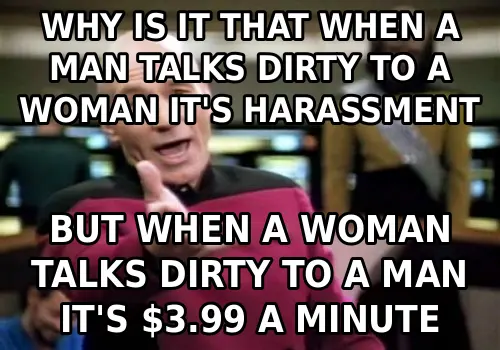 WHY IS IT THAT WHEN A
MAN TALKS DIRTY TO A
WOMAN IT'S HARASSMENT
BUT WHEN A WOMAN
TALKS DIRTY TO A MAN
IT'S $3.99 A MINUTE